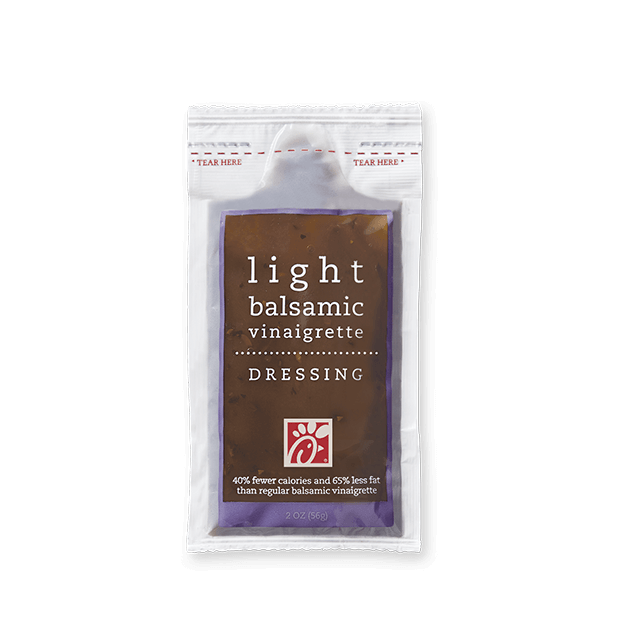 * TEAR HERE TEAR HERE *
light
balsamic
vinaigrette
DRESSING
®
40% fewer calories and 65% less fat
than regular balsamic vinaigrette
2 OZ (56g)